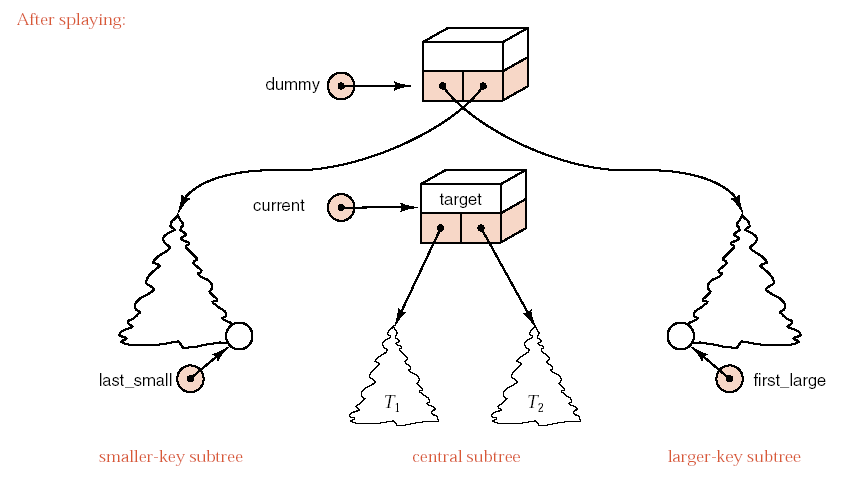 After splaying:
dummy
current
target
last_small
first_large
T1
T2
smaller-key subtree
central subtree
larger-key subtree